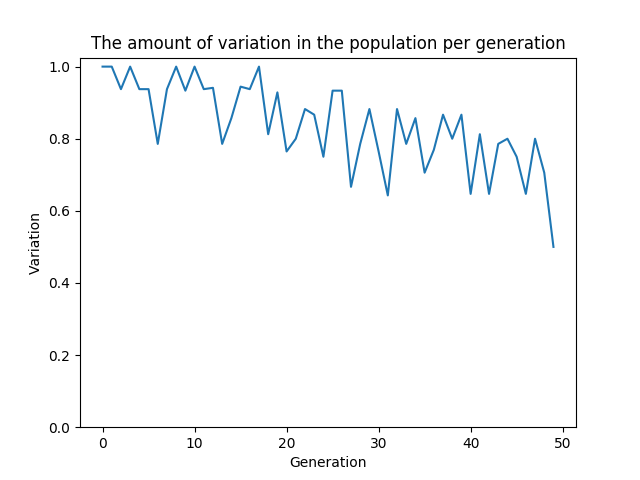 The amount of variation in the population per generation
1.0
0.8
0.6
0.4
0.2
0.0
Variation
0 10 20 30 40 50
Generation